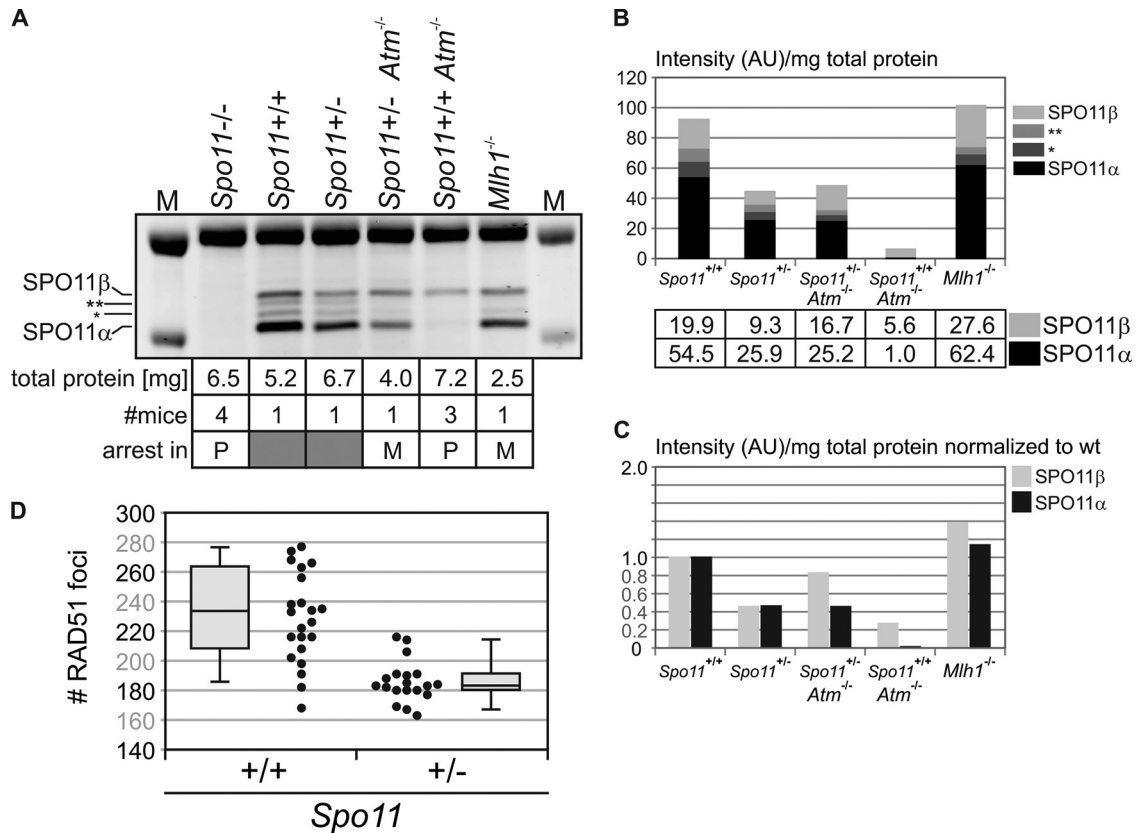 A
M
Spo11-/-
Spo11+/+
Spo11+/-
Spo11+/- Atm-/-
Spo11+/+ Atm-/-
Mlh1-/-
M
SPO11β
**
*
SPO11α
total protein [mg] 6.5 5.2 6.7 4.0 7.2 2.5
#mice 4 1 1 1 3 1
arrest in P M P M
B
Intensity (AU)/mg total protein
120
100
80
60
40
20
0
SPO11β
**
*
SPO11α
Spo11+/+ Spo11+/- Spo11+/- Atm-/- Spo11+/+ Atm-/- Mlh1-/-
19.9 9.3 16.7 5.6 27.6 SPO11β
54.5 25.9 25.2 1.0 62.4 SPO11α
C
Intensity (AU)/mg total protein normalized to wt
2.0
1.0
0.8
0.6
0.4
0.2
0
SPO11β
SPO11α
Spo11+/+ Spo11+/- Spo11+/- Atm-/- Spo11+/+ Atm-/- Mlh1-/-
D
# RAD51 foci
300
280
260
240
220
200
180
160
140
+/+ +/-
Spo11